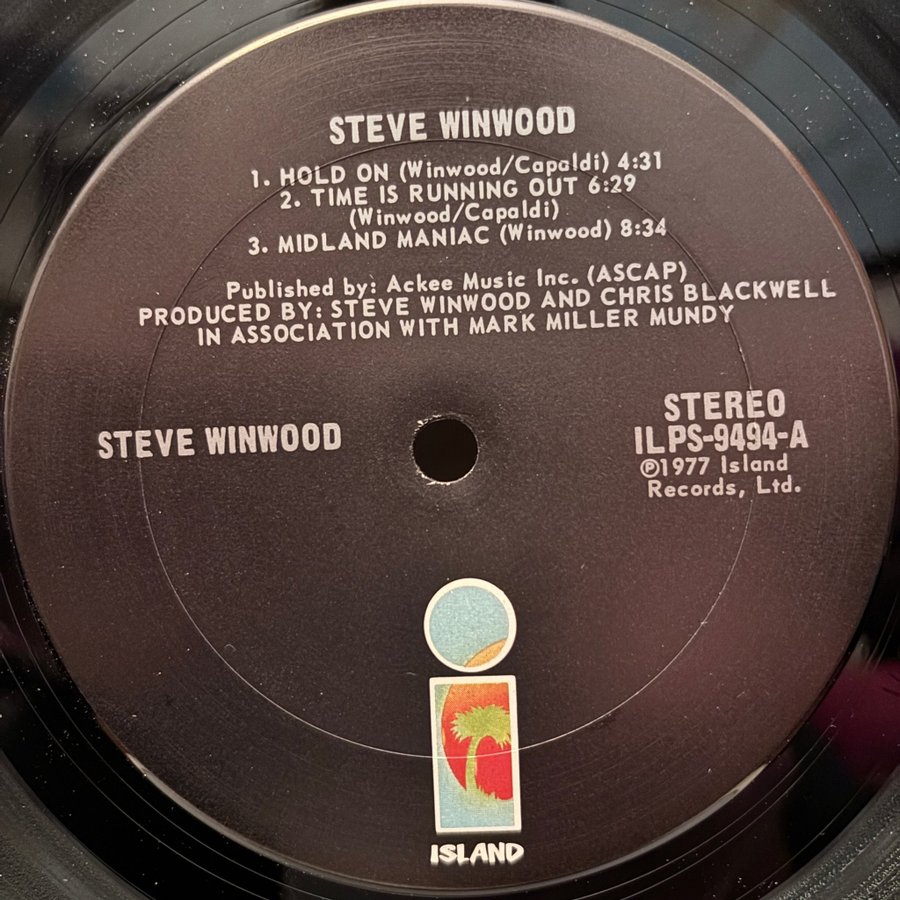 STEVE WINWOOD
1. HOLD ON (Winwood/Capaldi) 4:31
2. TIME IS RUNNING OUT 6:29
(Winwood/Capaldi)
3. MIDLAND MANIAC (Winwood) 8:34
Published by: Ackee Music Inc. (ASCAP)
PRODUCED BY: STEVE WINWOOD AND CHRIS BLACKWELL
IN ASSOCIATION WITH MARK MILLER MUNDY
STEVE WINWOOD
STEREO
ILPS-9494-A
℗1977 Island
Records, Ltd.
ISLAND